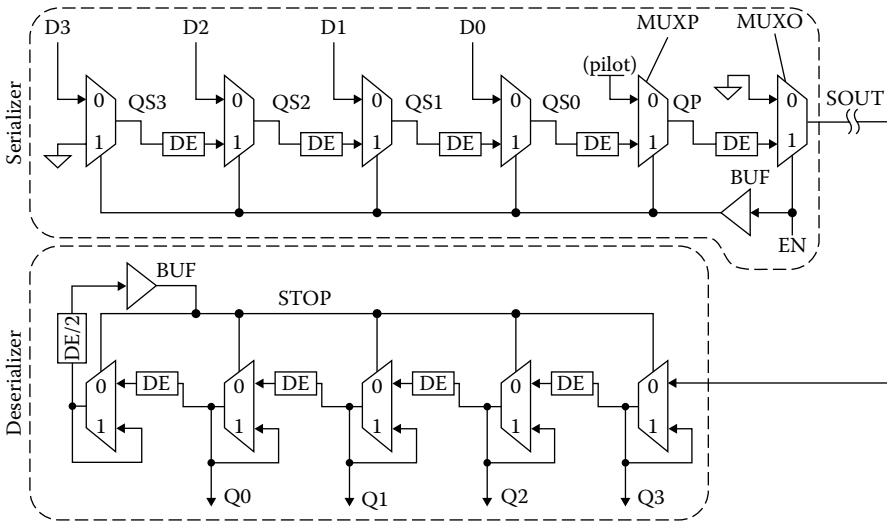 D3 D2 D1 D0 MUXP MUXO
(pilot)
0 0 0 0 0 0
QS3 QS2 QS1 QS0 QP SOUT
1 1 1 1 1 1
DE DE DE DE DE
BUF
EN
Serializer
BUF
STOP
DE/2
0 0 0 0 0
DE DE DE DE
1 1 1 1 1
Q0 Q1 Q2 Q3
Deserializer